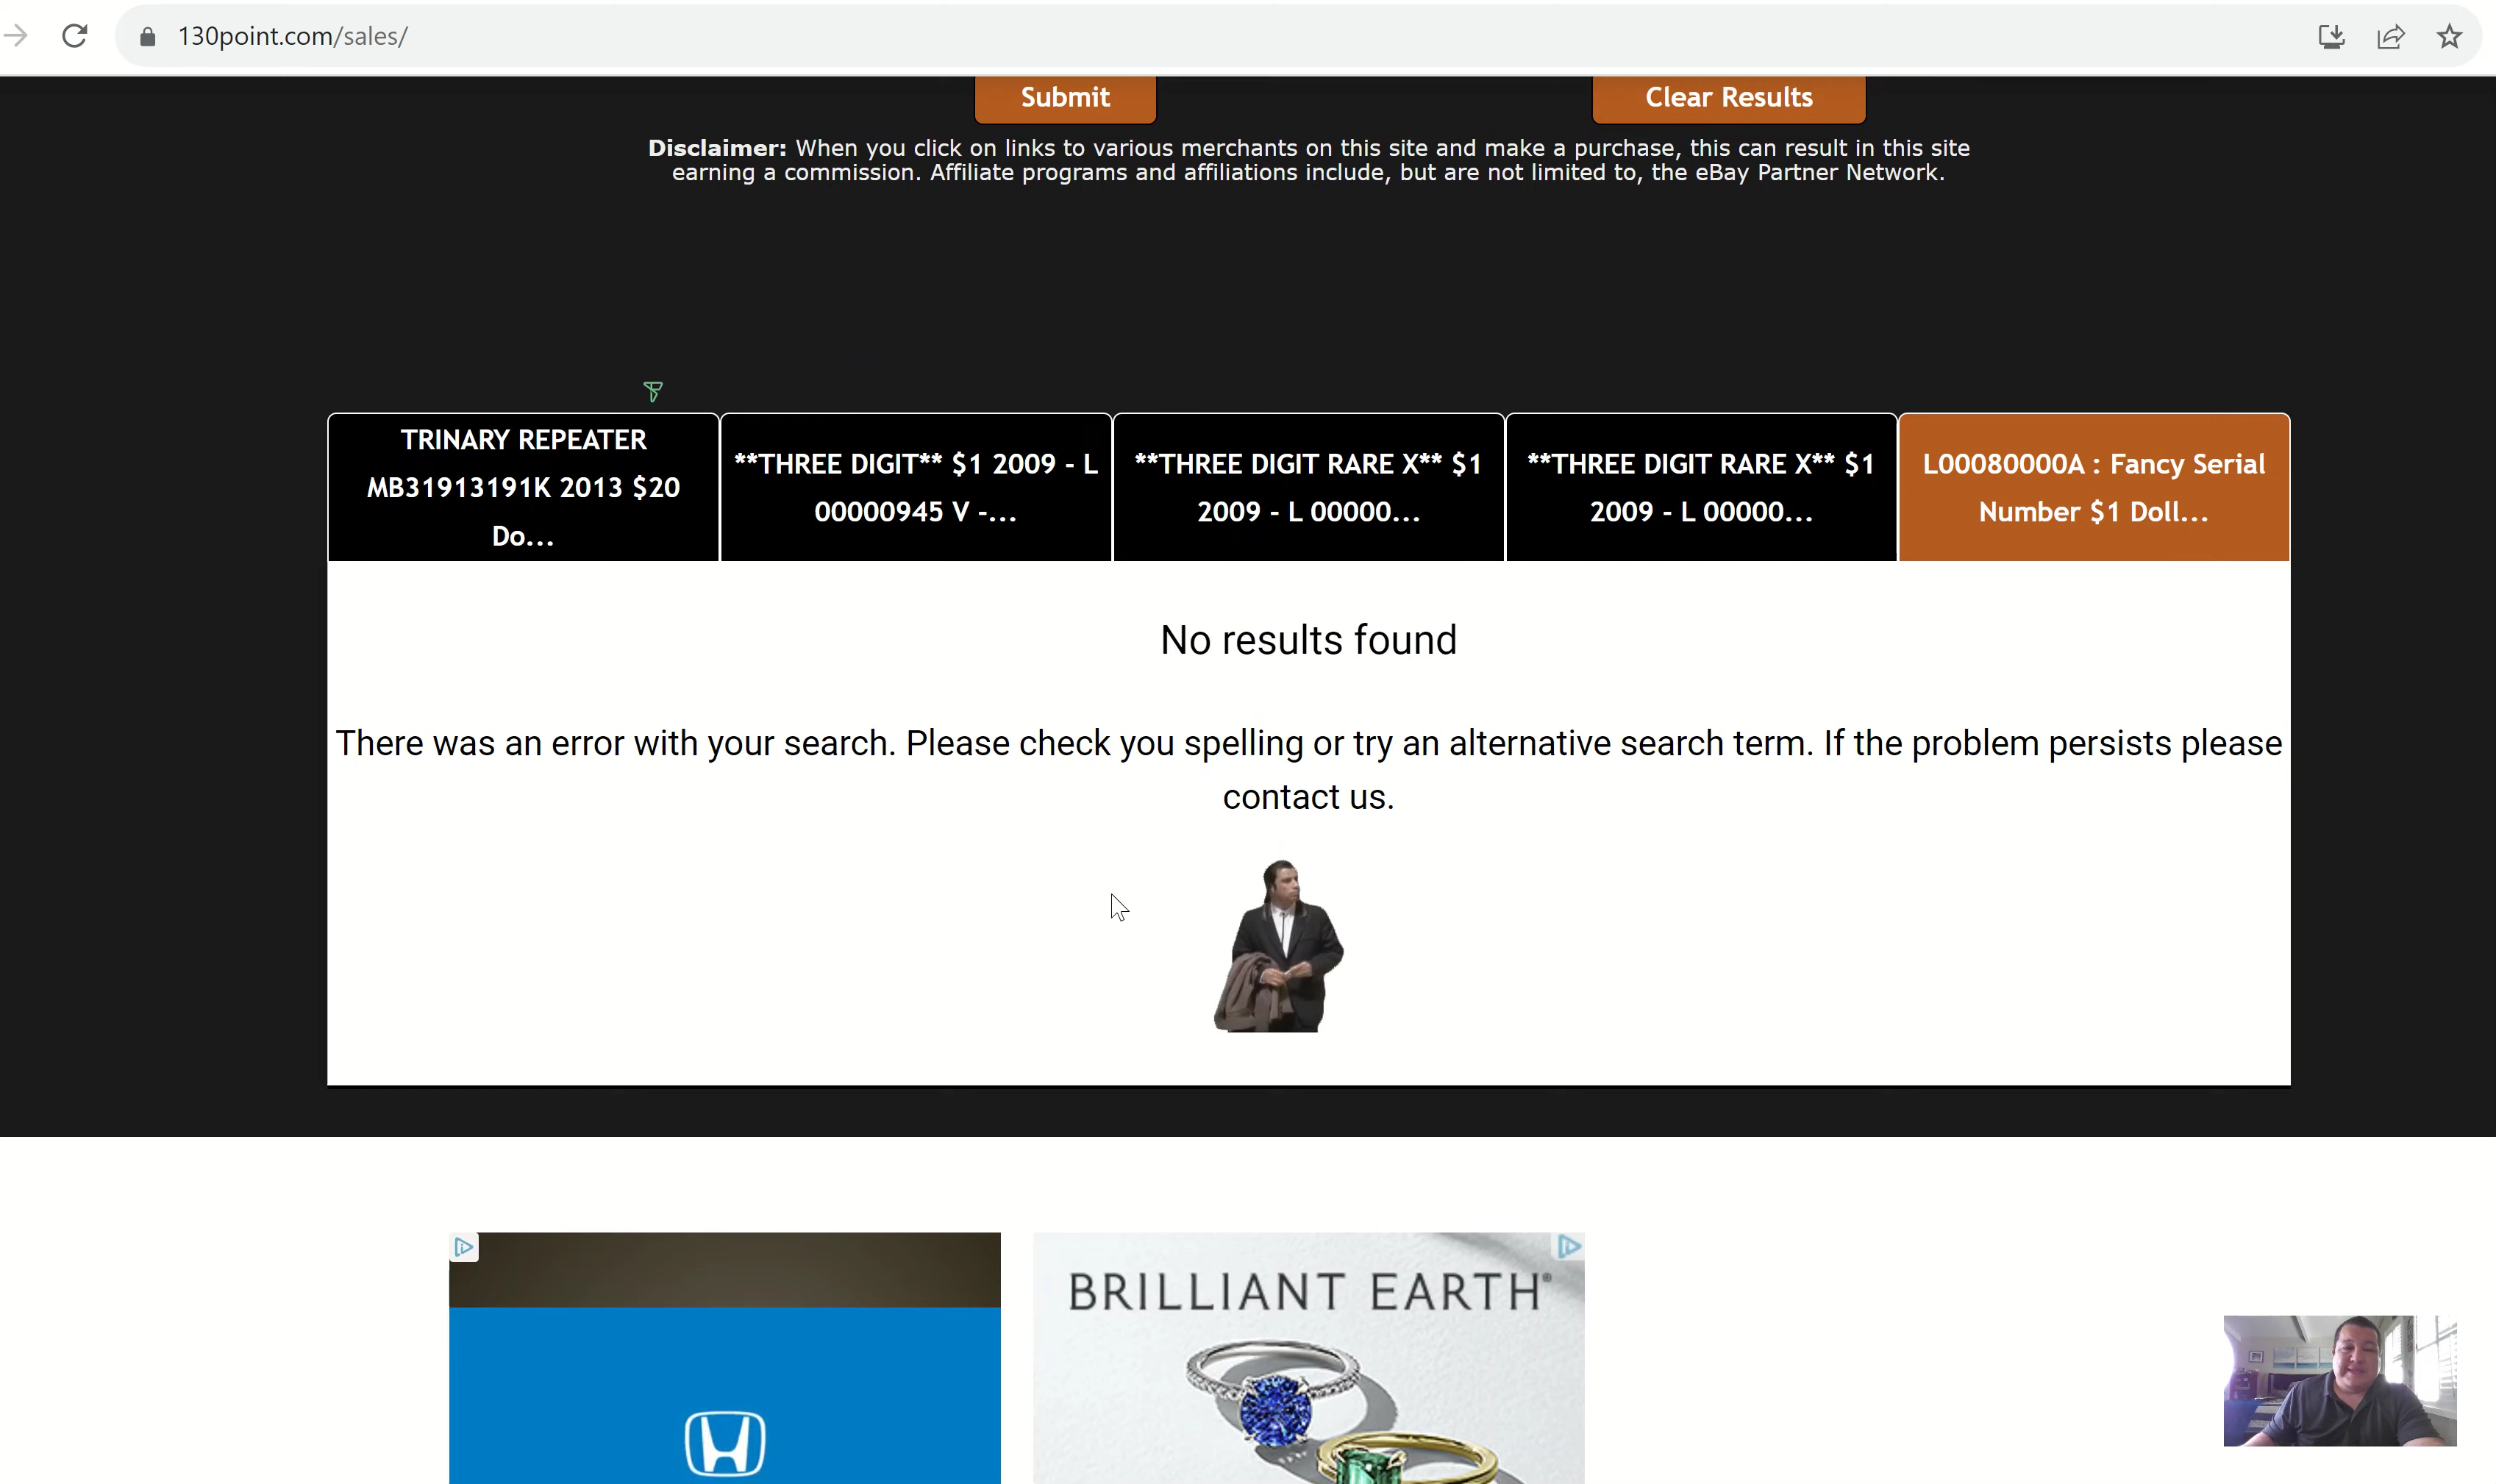 130point.com/sales/
Submit
Clear Results
Disclaimer: When you click on links to various merchants on this site and make a purchase, this can result in this site
earning a commission. Affiliate programs and affiliations include, but are not limited to, the eBay Partner Network.
TRINARY REPEATER
MB31913191K 2013 $20
Do...
**THREE DIGIT** $1 2009 - L
00000945 V -...
**THREE DIGIT RARE X** $1
2009 - L 00000...
**THREE DIGIT RARE X** $1
2009 - L 00000...
L00080000A : Fancy Serial
Number $1 Doll...
No results found
There was an error with your search. Please check you spelling or try an alternative search term. If the problem persists please
contact us.
BRILLIANT EARTH®